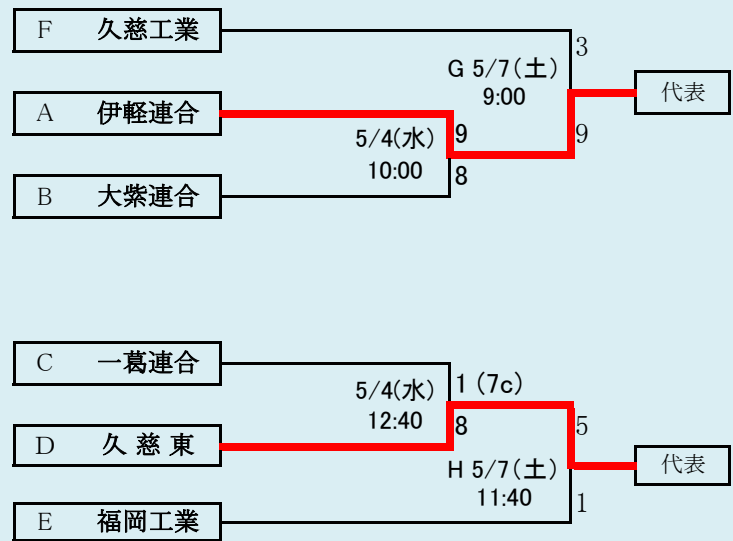 F 久慈工業
3
G 5/7(土)
9:00
代表
A 伊軽連合
5/4(水)
10:00
9
9
8
B 大紫連合
C 一葛連合
5/4(水)
12:40
1 (7c)
8
5
D 久慈東
代表
H 5/7(土)
11:40
1
E 福岡工業